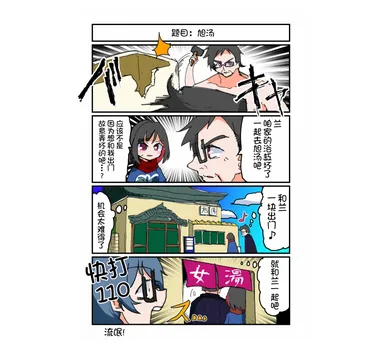 题目：旭汤
兰
咱家的浴缸坏了
一起去旭汤吧
应该不是
因为想和我出门
故意弄坏的吧…？
和兰
一块出门♪
机会太难得了
就和兰一起吧
快打
110
女湯
流氓！